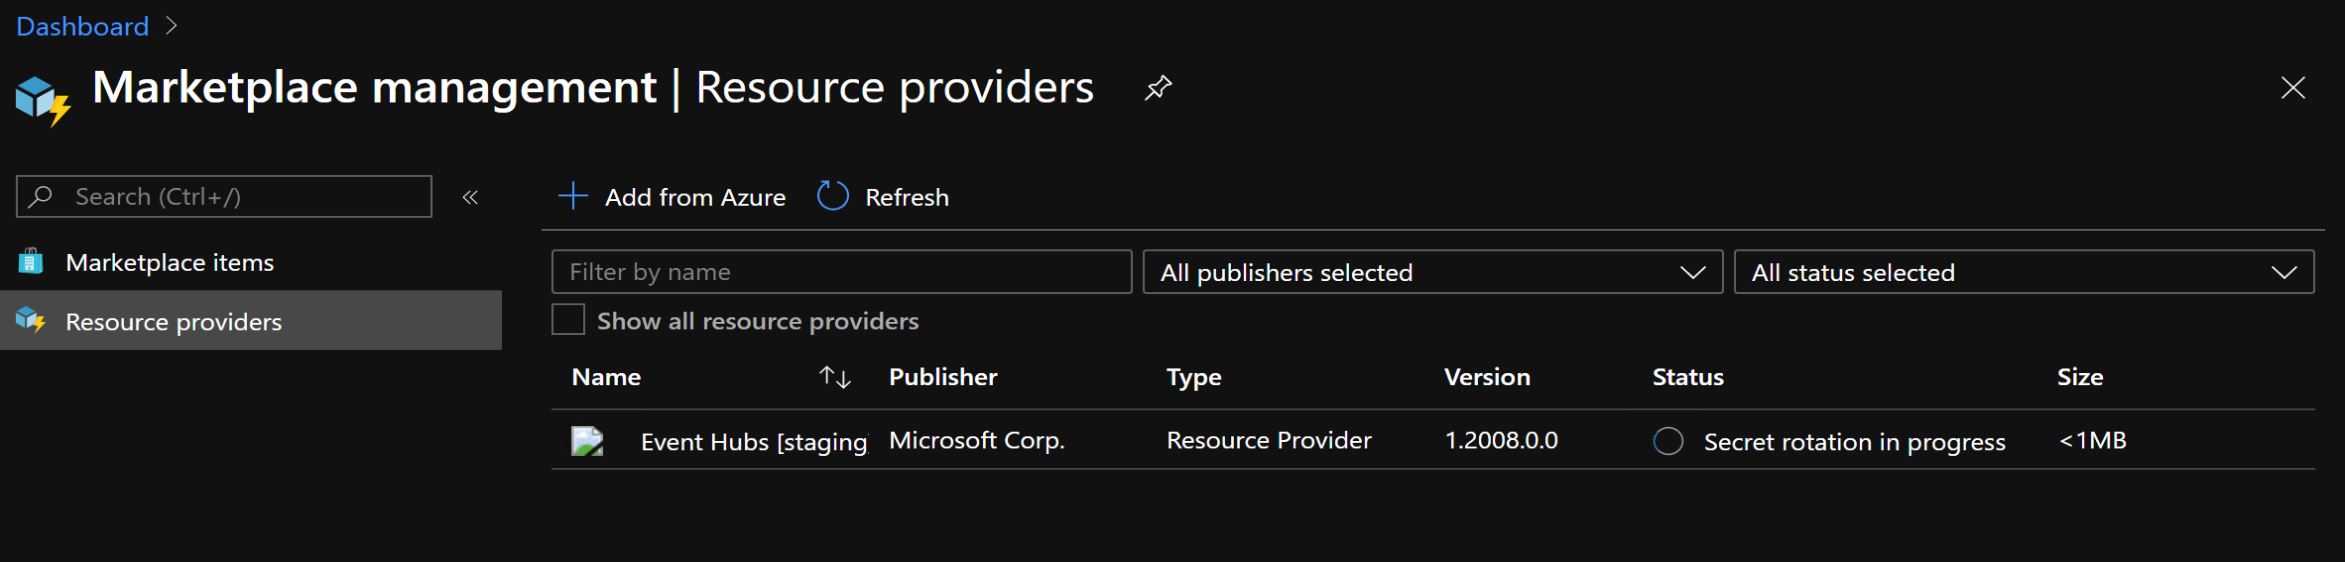 Dashboard
Marketplace management | Resource providers
Search (Ctrl+/)
«
Add from Azure
Refresh
Marketplace items
Resource providers
Filter by name
All publishers selected
All status selected
Show all resource providers
Name Publisher Type Version Status Size
Event Hubs [staging Microsoft Corp. Resource Provider 1.2008.0.0 Secret rotation in progress <1MB